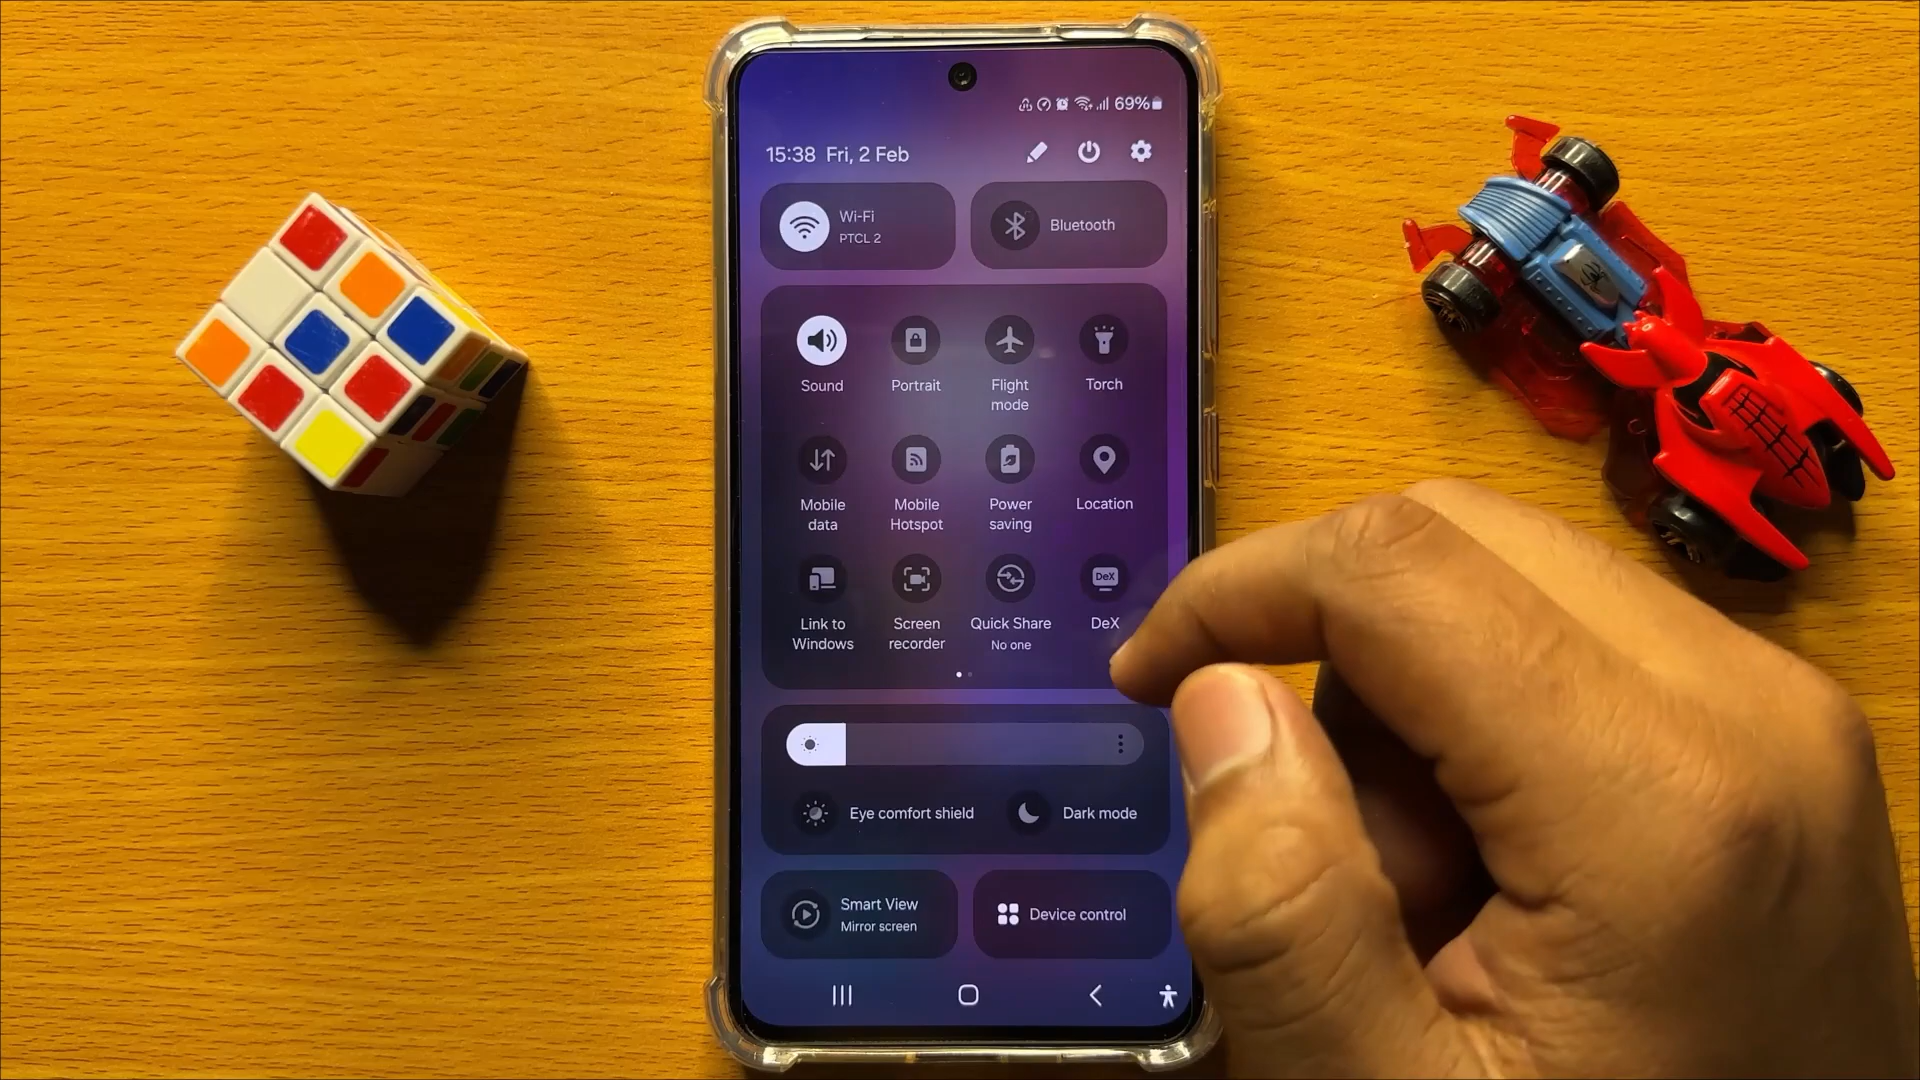 69%
15:38 Fri, 2 Feb
Wi-Fi
PTCL 2
Bluetooth
Sound
Portrait
Flight
mode
Torch
Mobile
data
Mobile
Hotspot
Power
saving
Location
Link to
Windows
Screen
recorder
Quick Share
No one
DeX
DeX
Eye comfort shield
Dark mode
Smart View
Mirror screen
Device control